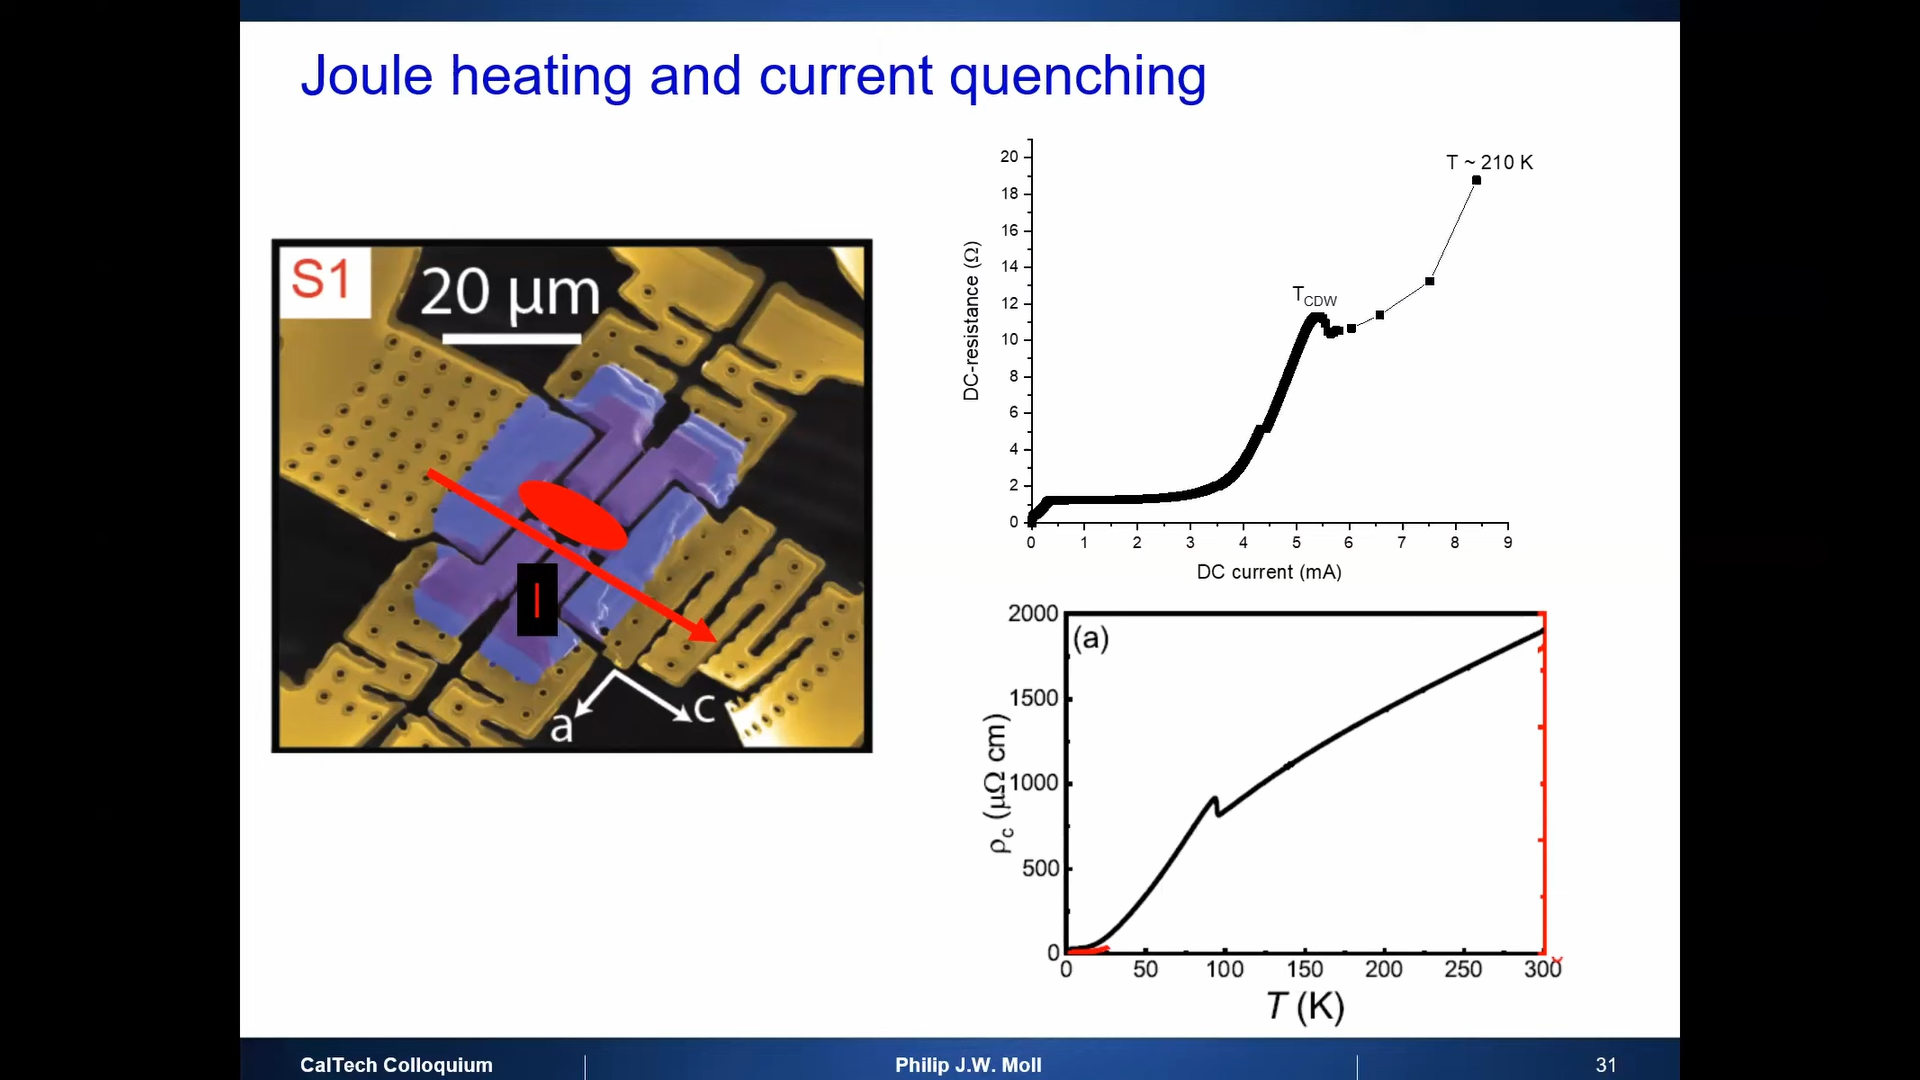 Joule heating and current quenching
S1
20 μm
I
a
c
DC-resistance (Ω)
20
18
16
14
12
10
8
6
4
2
0
T ~ 210 K
TCDW
0 1 2 3 4 5 6 7 8 9
DC current (mA)
(a)
ρc (μΩ cm)
2000
1500
1000
500
0
0 50 100 150 200 250 300
T (K)
CalTech Colloquium
Philip J.W. Moll
31